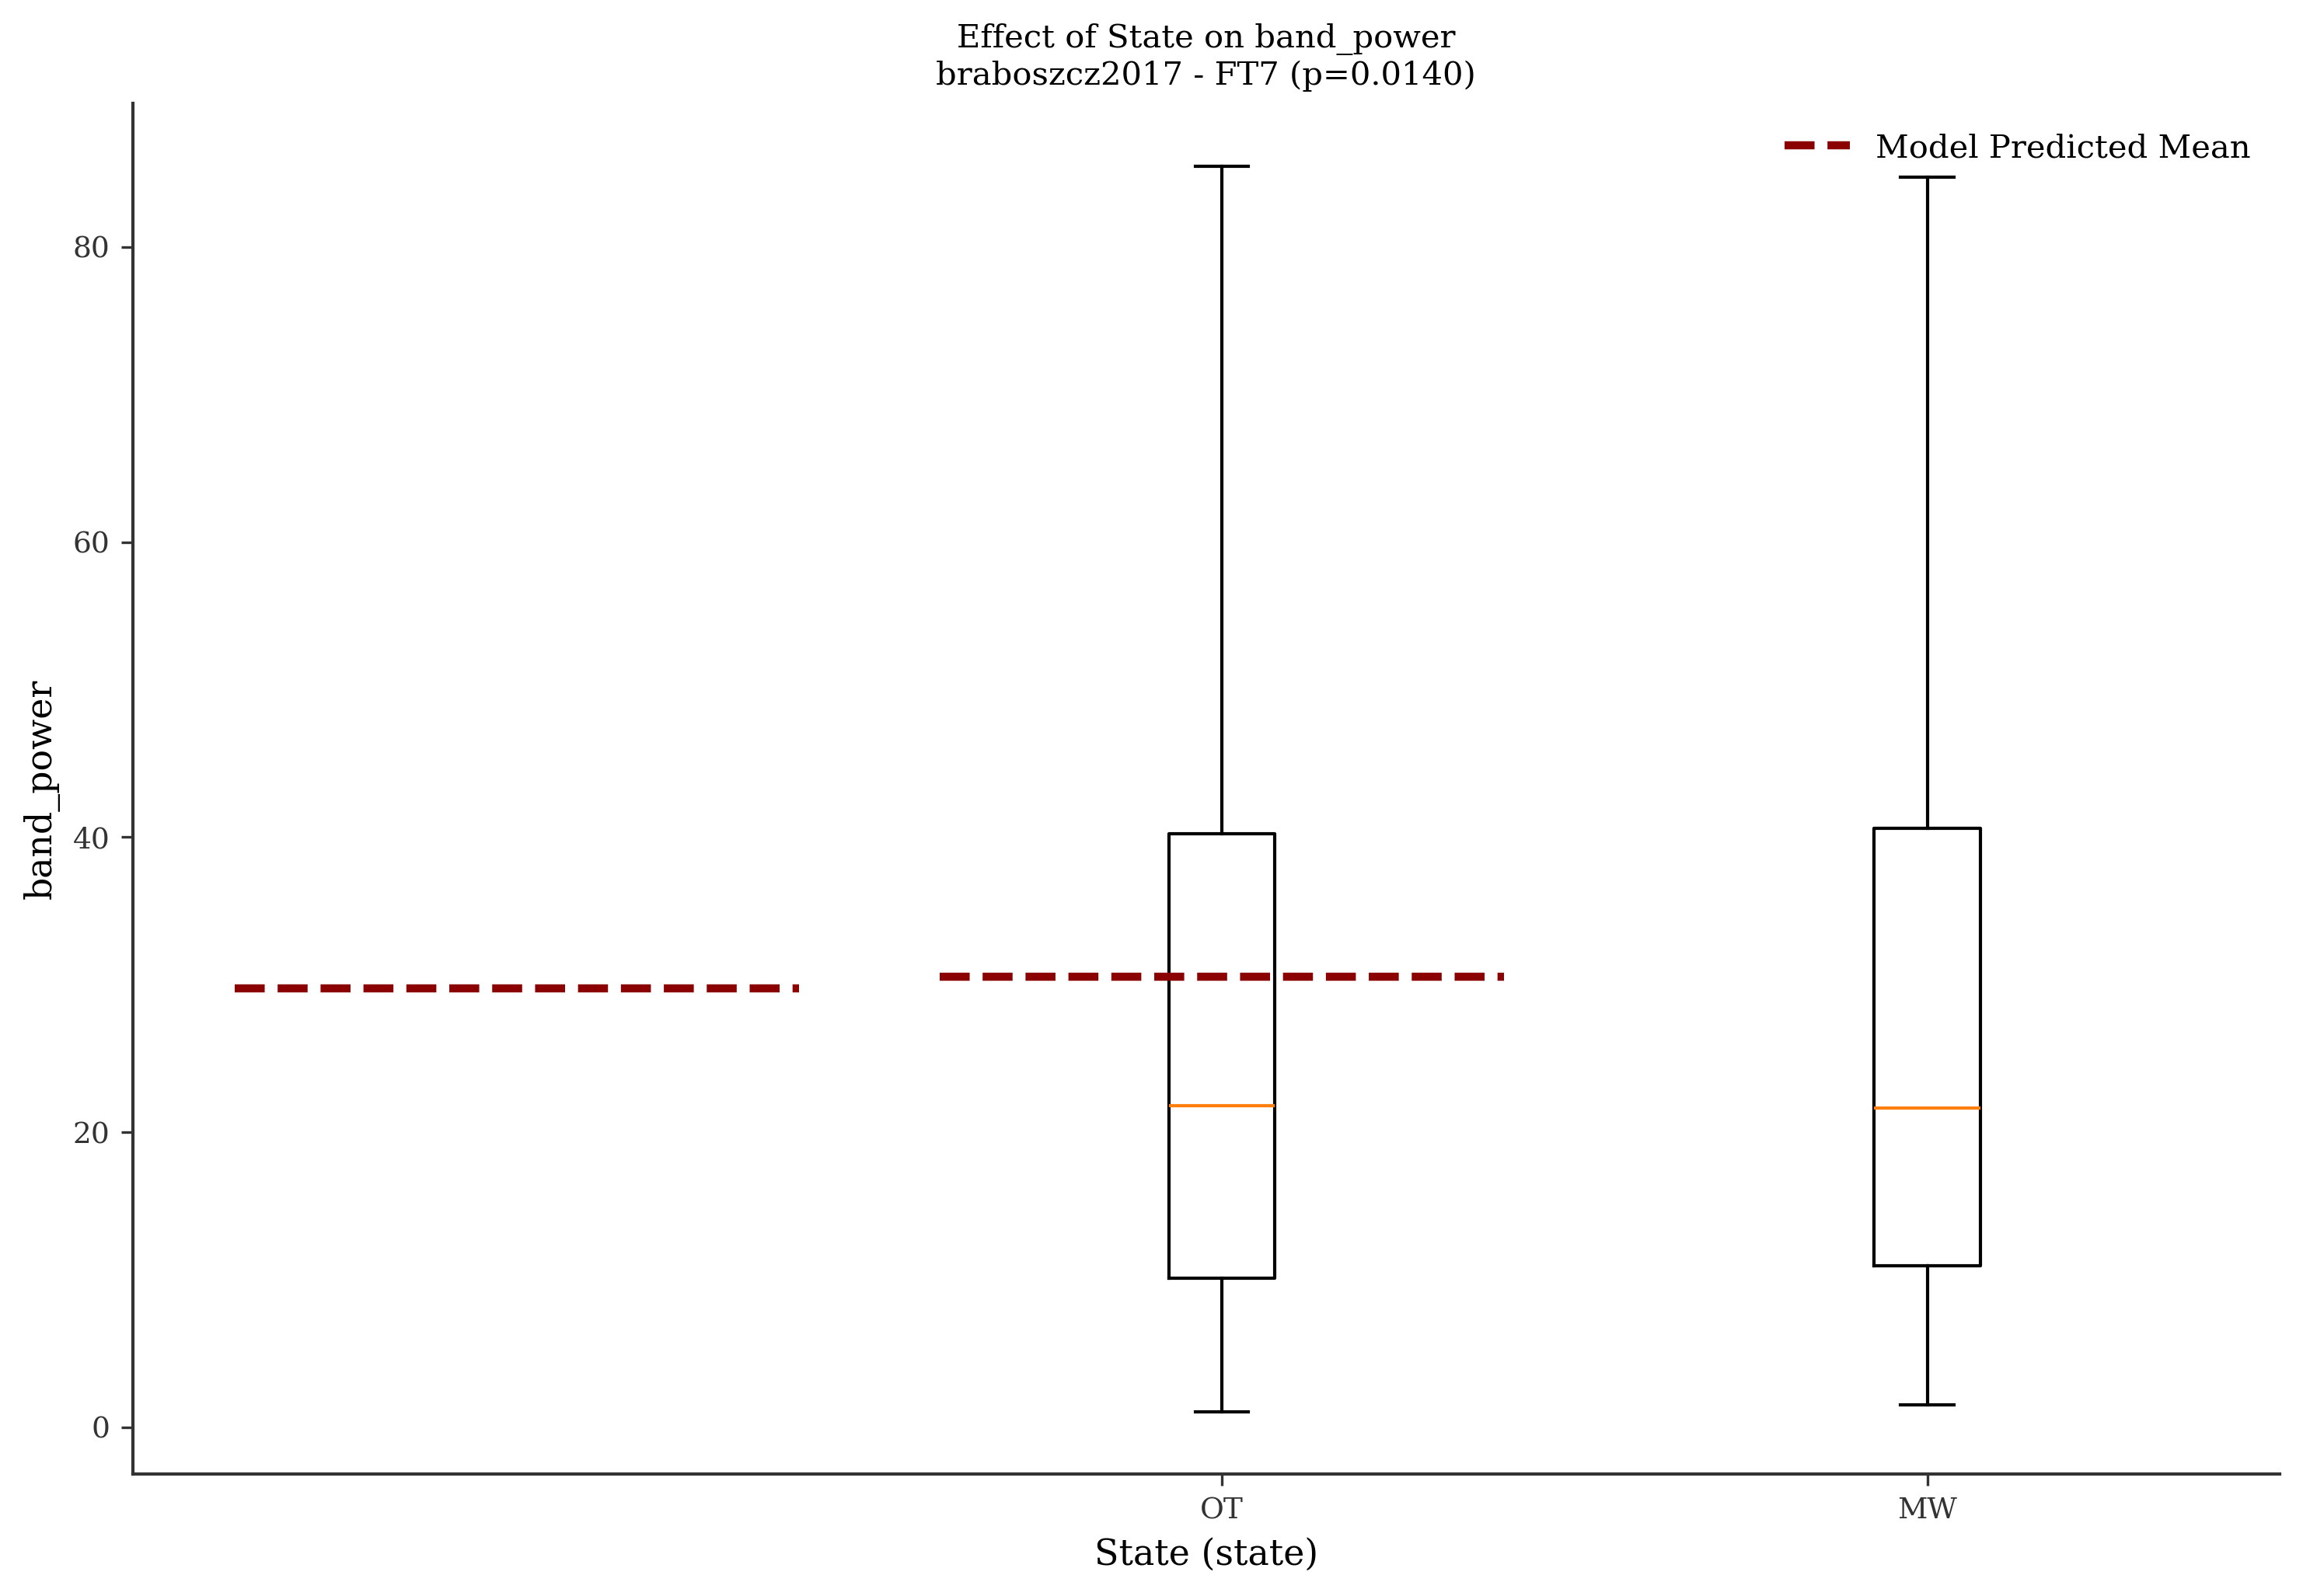 Effect of State on band_power
braboszcz2017 - FT7 (p=0.0140)
Model Predicted Mean
80
60
40
20
0
band_power
OT
MW
State (state)